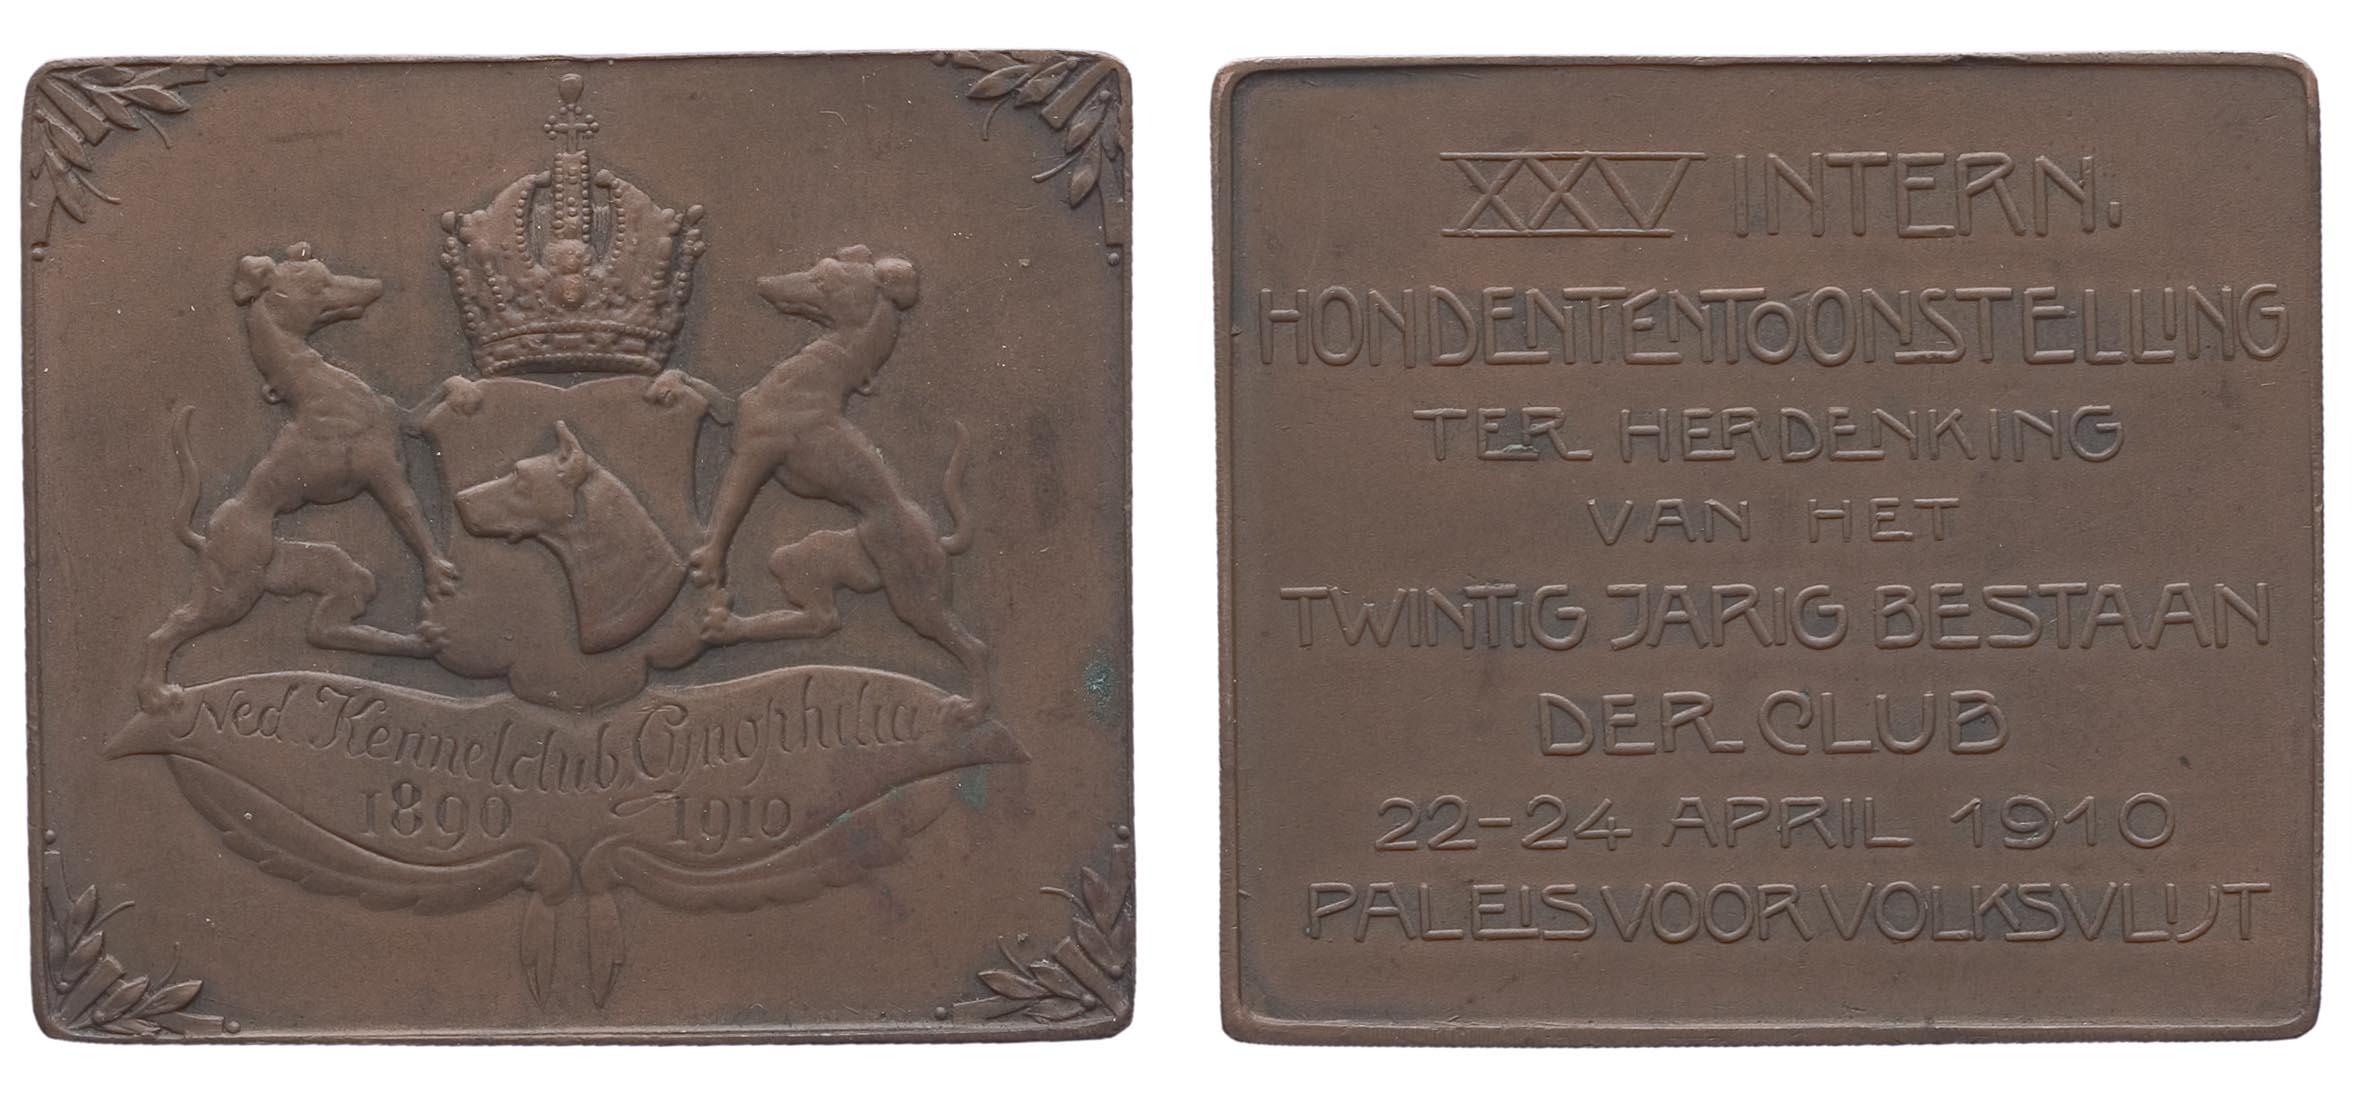 Ned. Kennelclub „Cynophilia
1890 1910
XXV INTERN.
HONDENTENTOONSTELLING
TER HERDENKING
VAN HET
TWINTIG JARIG BESTAAN
DER CLUB
22-24 APRIL 1910
PALEIS VOOR VOLKSVLIJT